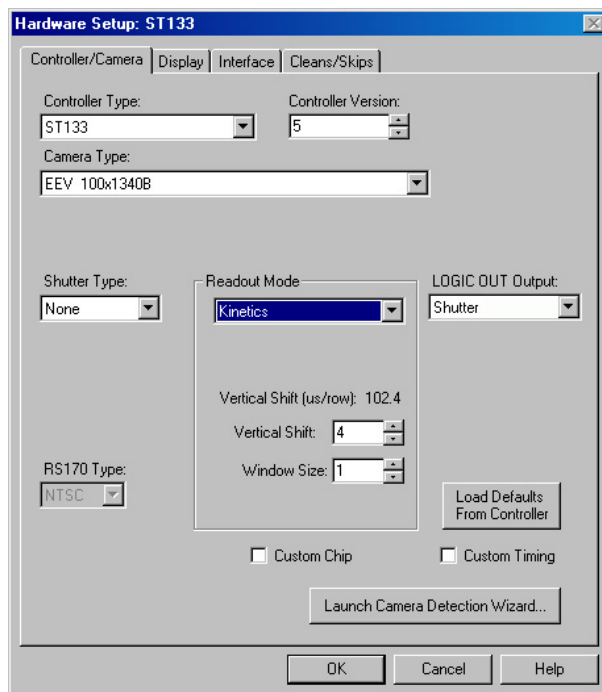 Hardware Setup: ST133
Controller/Camera Display Interface Cleans/Skips
Controller Type: Controller Version:
ST133 5
Camera Type:
EEV 100x1340B
Shutter Type: Readout Mode LOGIC OUT Output:
None Kinetics Shutter
Vertical Shift (us/row): 102.4
Vertical Shift: 4
RS170 Type: Window Size: 1
NTSC
Load Defaults
From Controller
Custom Chip Custom Timing
Launch Camera Detection Wizard...
OK Cancel Help